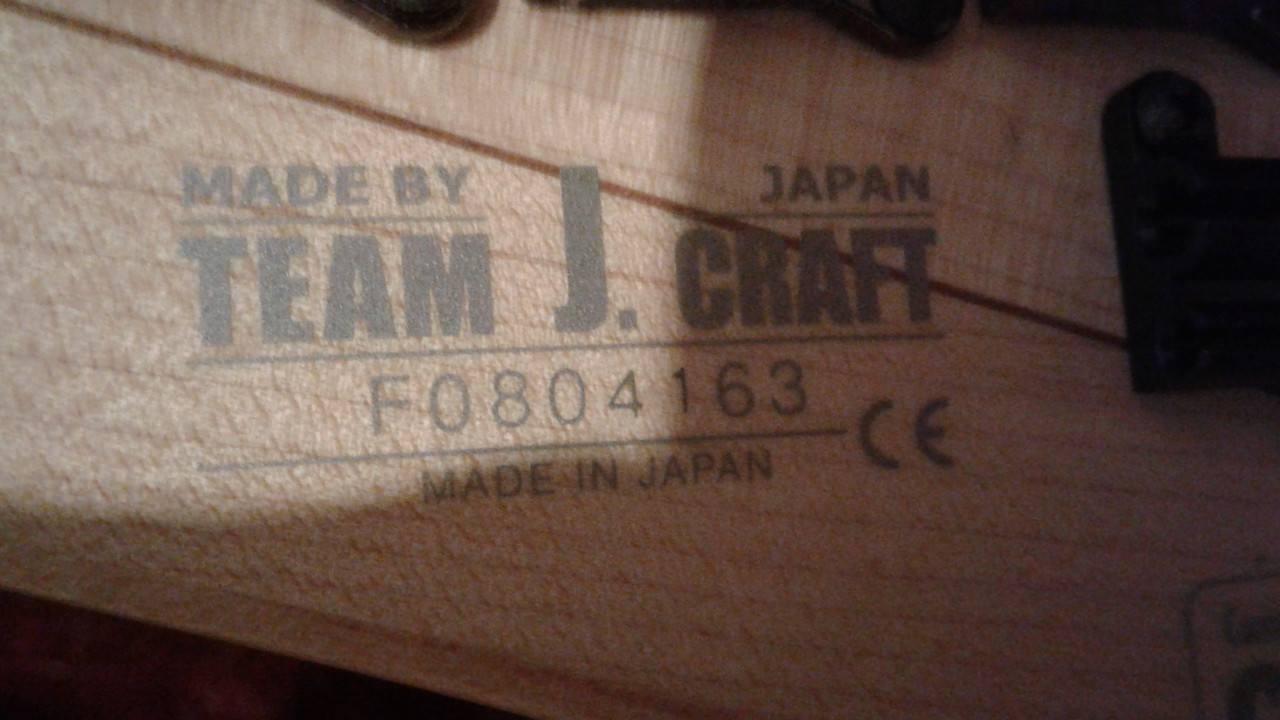 MADE BY JAPAN
TEAM J. CRAFT
F0804163
CE
MADE IN JAPAN